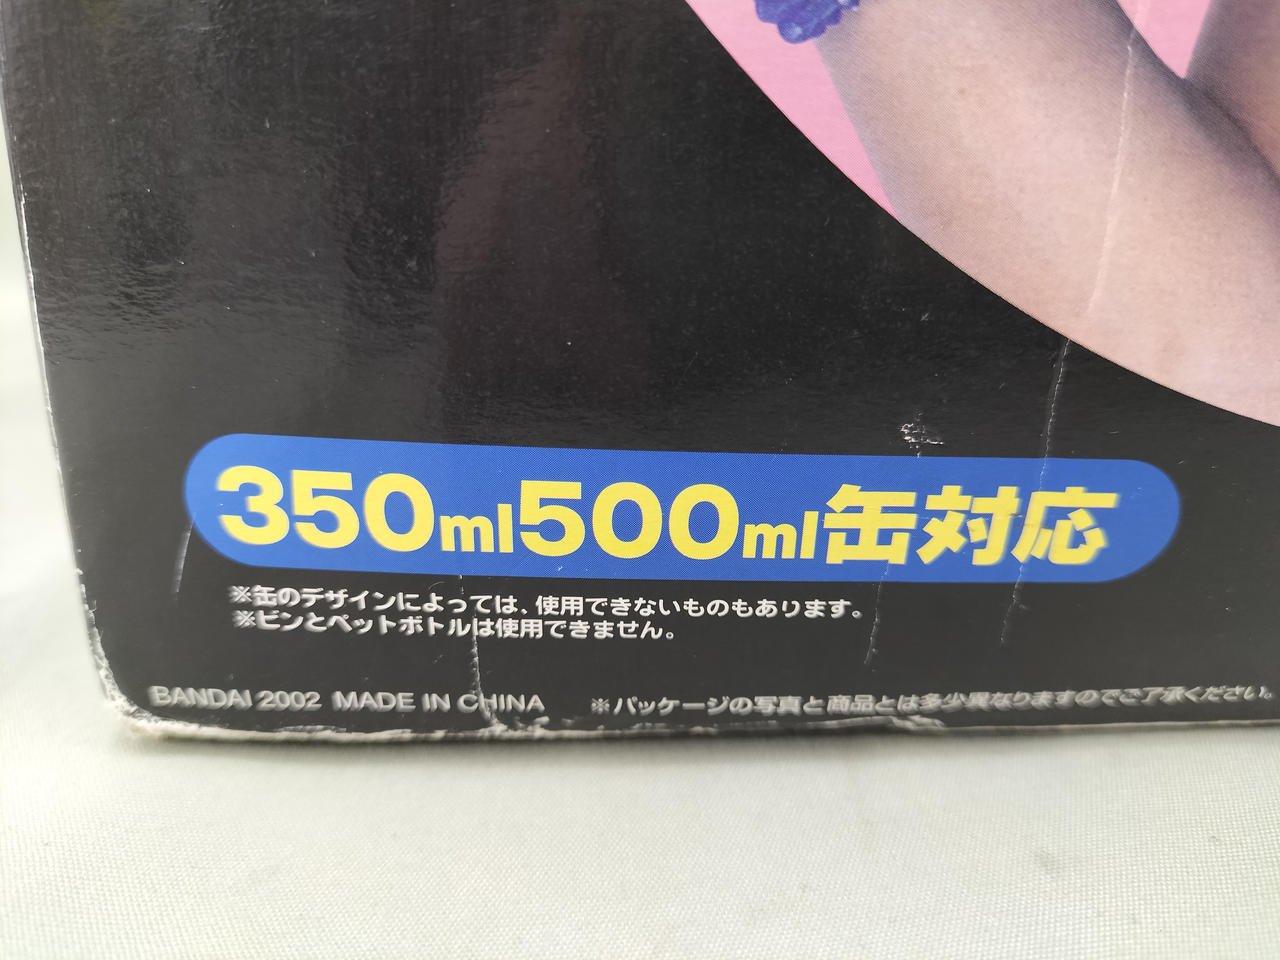 350ml500ml缶対応
※缶のデザインによっては、使用できないものもあります。
※ビンとペットボトルは使用できません。
BANDAI 2002 MADE IN CHINA ※パッケージの写真と商品とは多少異なりますのでご了承ください。